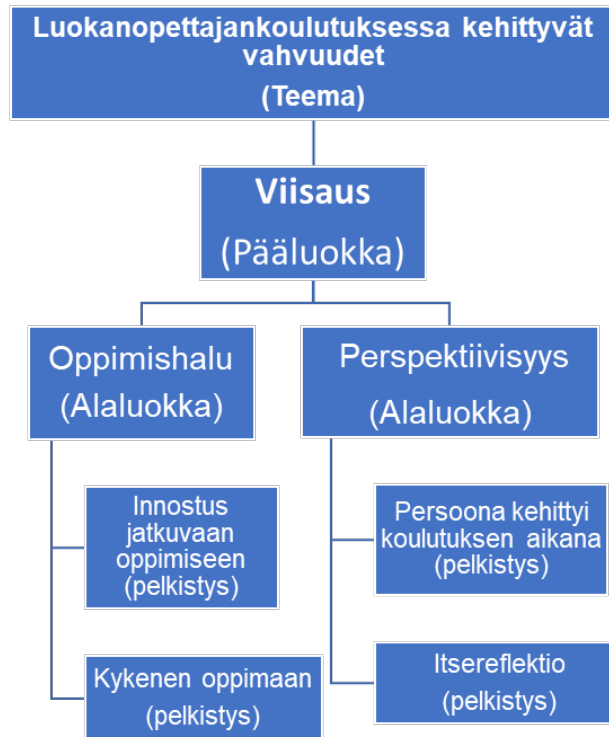 Luokanopettajankoulutuksessa kehittyvät
vahvuudet
(Teema)
Viisaus
(Pääluokka)
Oppimishalu
(Alaluokka)
Perspektiivisyys
(Alaluokka)
Innostus
jatkuvaan
oppimiseen
(pelkistys)
Persoona kehittyi
koulutuksen aikana
(pelkistys)
Kykenen oppimaan
(pelkistys)
Itsereflektio
(pelkistys)